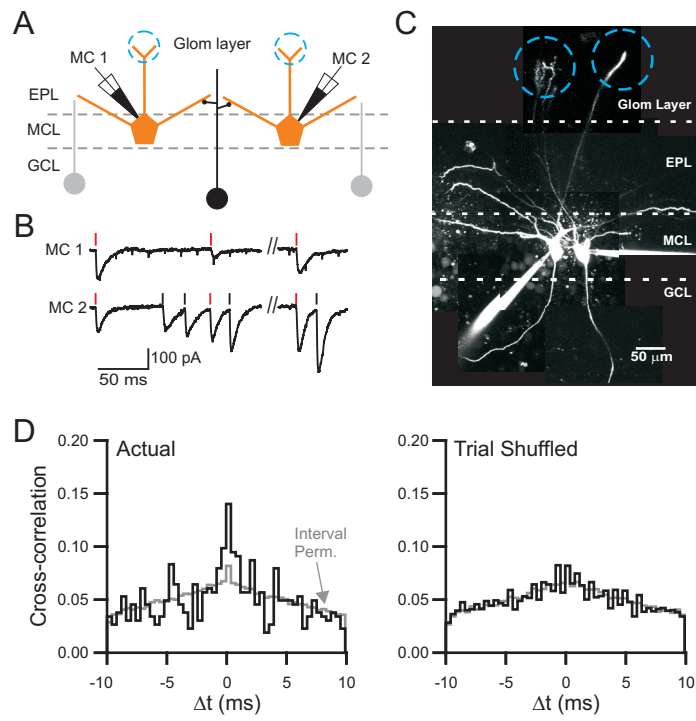 A
Glom layer
MC 1
MC 2
EPL
MCL
GCL
B
MC 1
//
MC 2
//
100 pA
50 ms
C
Glom Layer
EPL
MCL
GCL
50 μm
D
Actual
Cross-correlation
0.20
0.15
0.10
0.05
0.00
Interval
Perm.
-10 -5 0 5 10
Δt (ms)
Trial Shuffled
0.20
0.15
0.10
0.05
0.00
-10 -5 0 5 10
Δt (ms)